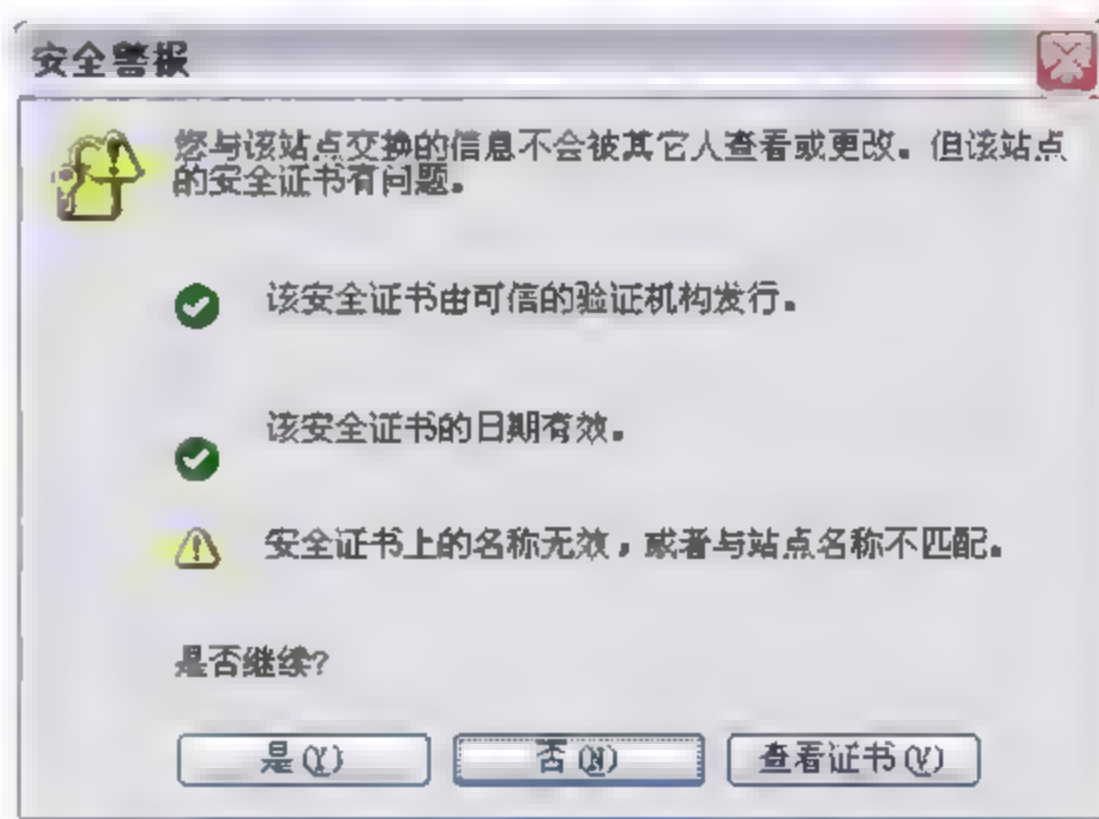 安全警报
您与该站点交换的信息不会被其它人查看或更改。但该站点
的安全证书有问题。
该安全证书由可信的验证机构发行。
该安全证书的日期有效。
安全证书上的名称无效，或者与站点名称不匹配。
是否继续?
是(Y) 否(N) 查看证书(V)